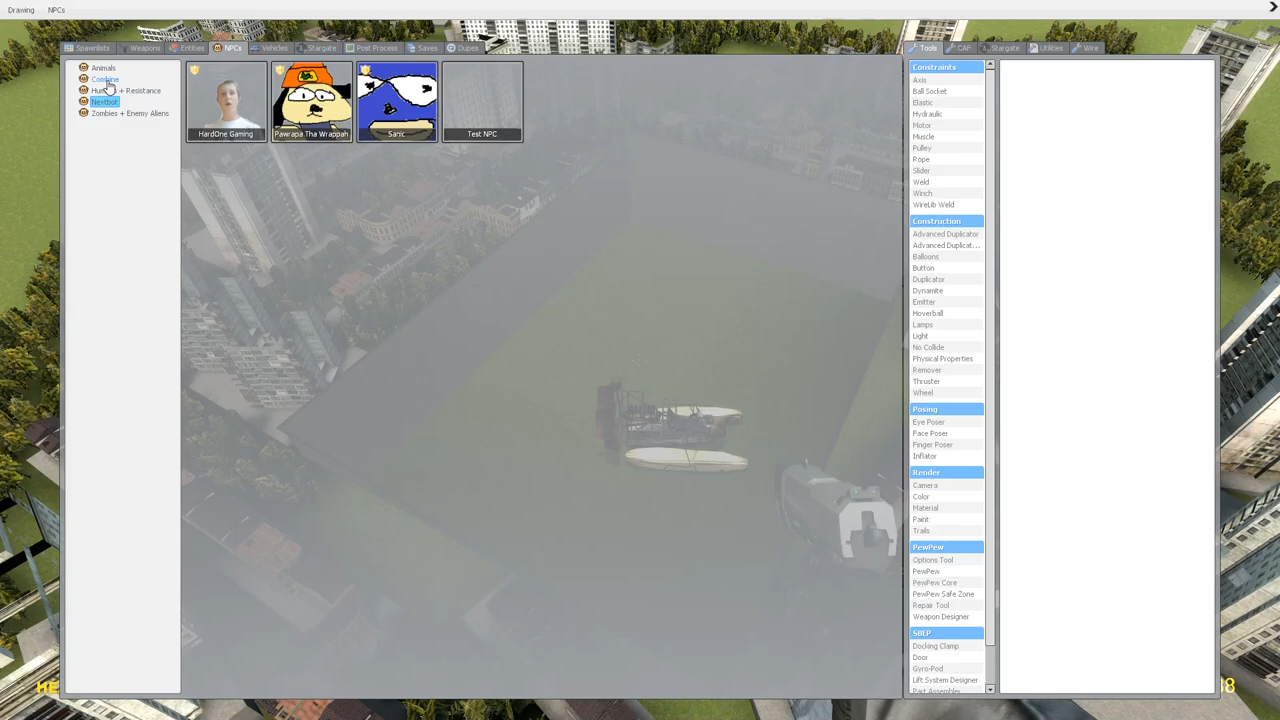 Drawing NPCs
Spawnlists Weapons Entities NPCs Vehicles Stargate Post Process Saves Dupes
Tools CAF Stargate Utilities Wire
Animals
Combine
+ Resistance
Nextbot
Zombies + Enemy Aliens
HardOne Gaming
Pawrapa Tha Wrappah
Sanic
Test NPC
Constraints
Axis
Ball Socket
Elastic
Hydraulic
Motor
Muscle
Pulley
Rope
Slider
Weld
Winch
WireLib Weld
Construction
Advanced Duplicator
Advanced Duplicat...
Balloons
Button
Duplicator
Dynamite
Emitter
Hoverball
Lamps
Light
No Collide
Physical Properties
Remover
Thruster
Wheel
Posing
Eye Poser
Face Poser
Finger Poser
Inflator
Render
Camera
Color
Material
Paint
Trails
PewPew
Options Tool
PewPew
PewPew Core
PewPew Safe Zone
Repair Tool
Weapon Designer
SBEP
Docking Clamp
Door
Gyro-Pod
Lift System Designer
Part Assembler